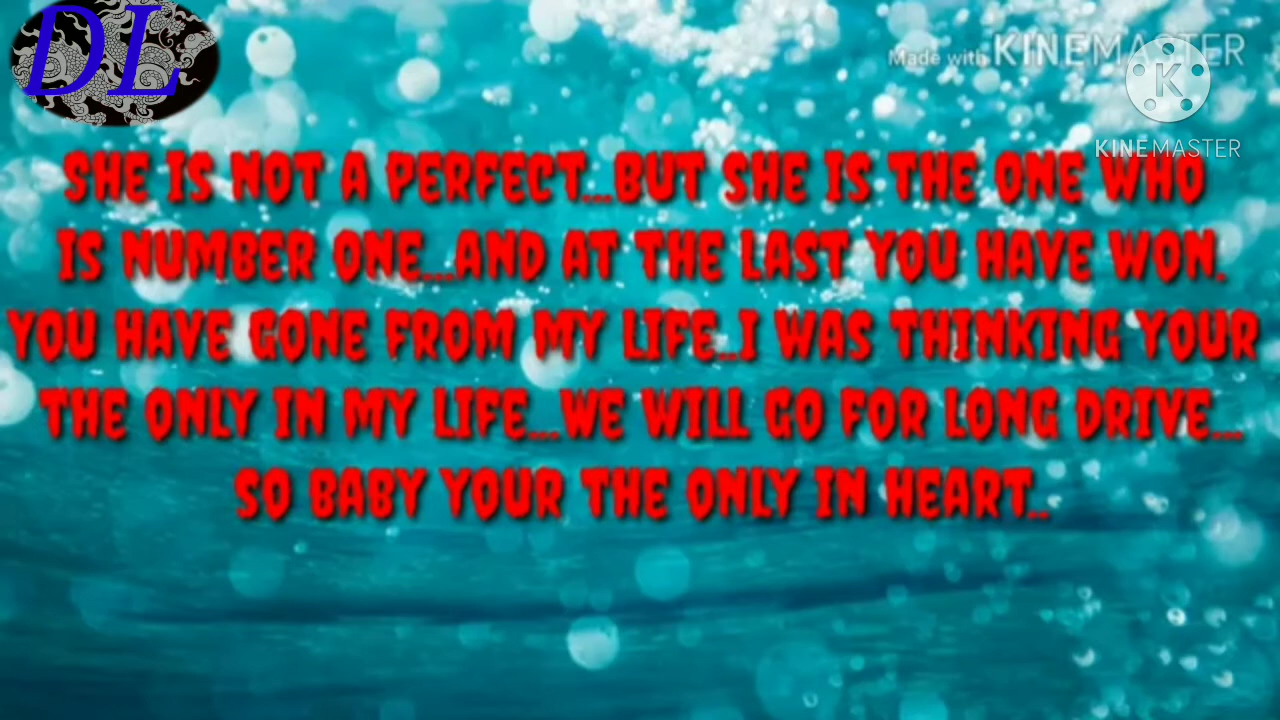 DL
Made with KINEMASTER
K
KINEMASTER
SHE IS NOT A PERFECT...BUT SHE IS THE ONE WHO
IS NUMBER ONE...AND AT THE LAST YOU HAVE WON.
YOU HAVE GONE FROM MY LIFE..I WAS THINKING YOUR
THE ONLY IN MY LIFE...WE WILL GO FOR LONG DRIVE...
SO BABY YOUR THE ONLY IN HEART..